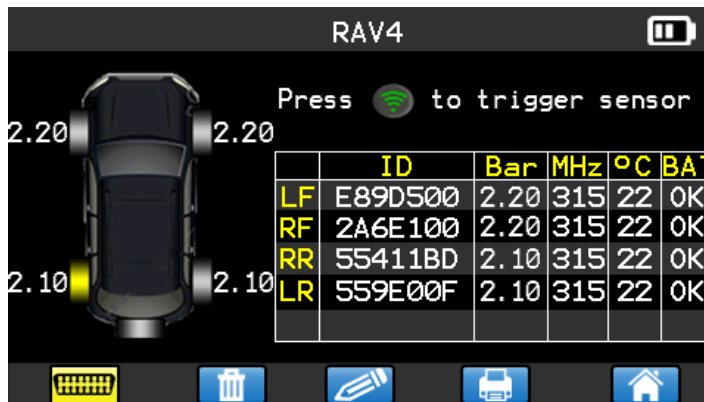 RAV4
Press to trigger sensor
2.20 2.20
ID Bar MHz ºC BAT
LF E89D500 2.20 315 22 OK
RF 2A6E100 2.20 315 22 OK
RR 55411BD 2.10 315 22 OK
2.10 2.10
LR 559E00F 2.10 315 22 OK